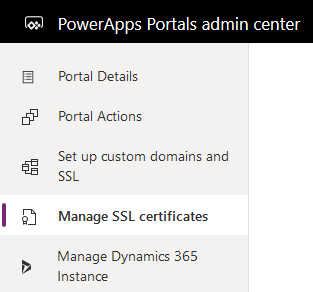 PowerApps Portals admin center
Portal Details
Portal Actions
Set up custom domains and
SSL
Manage SSL certificates
Manage Dynamics 365
Instance